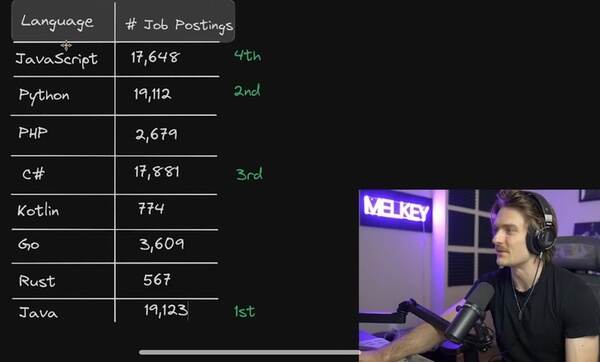 Language # Job Postings
JavaScript 17,648 4th
Python 19,112 2nd
PHP 2,679
C# 17,881 3rd
Kotlin 774
Go 3,609
Rust 567
Java 19,123 1st
MELKEY